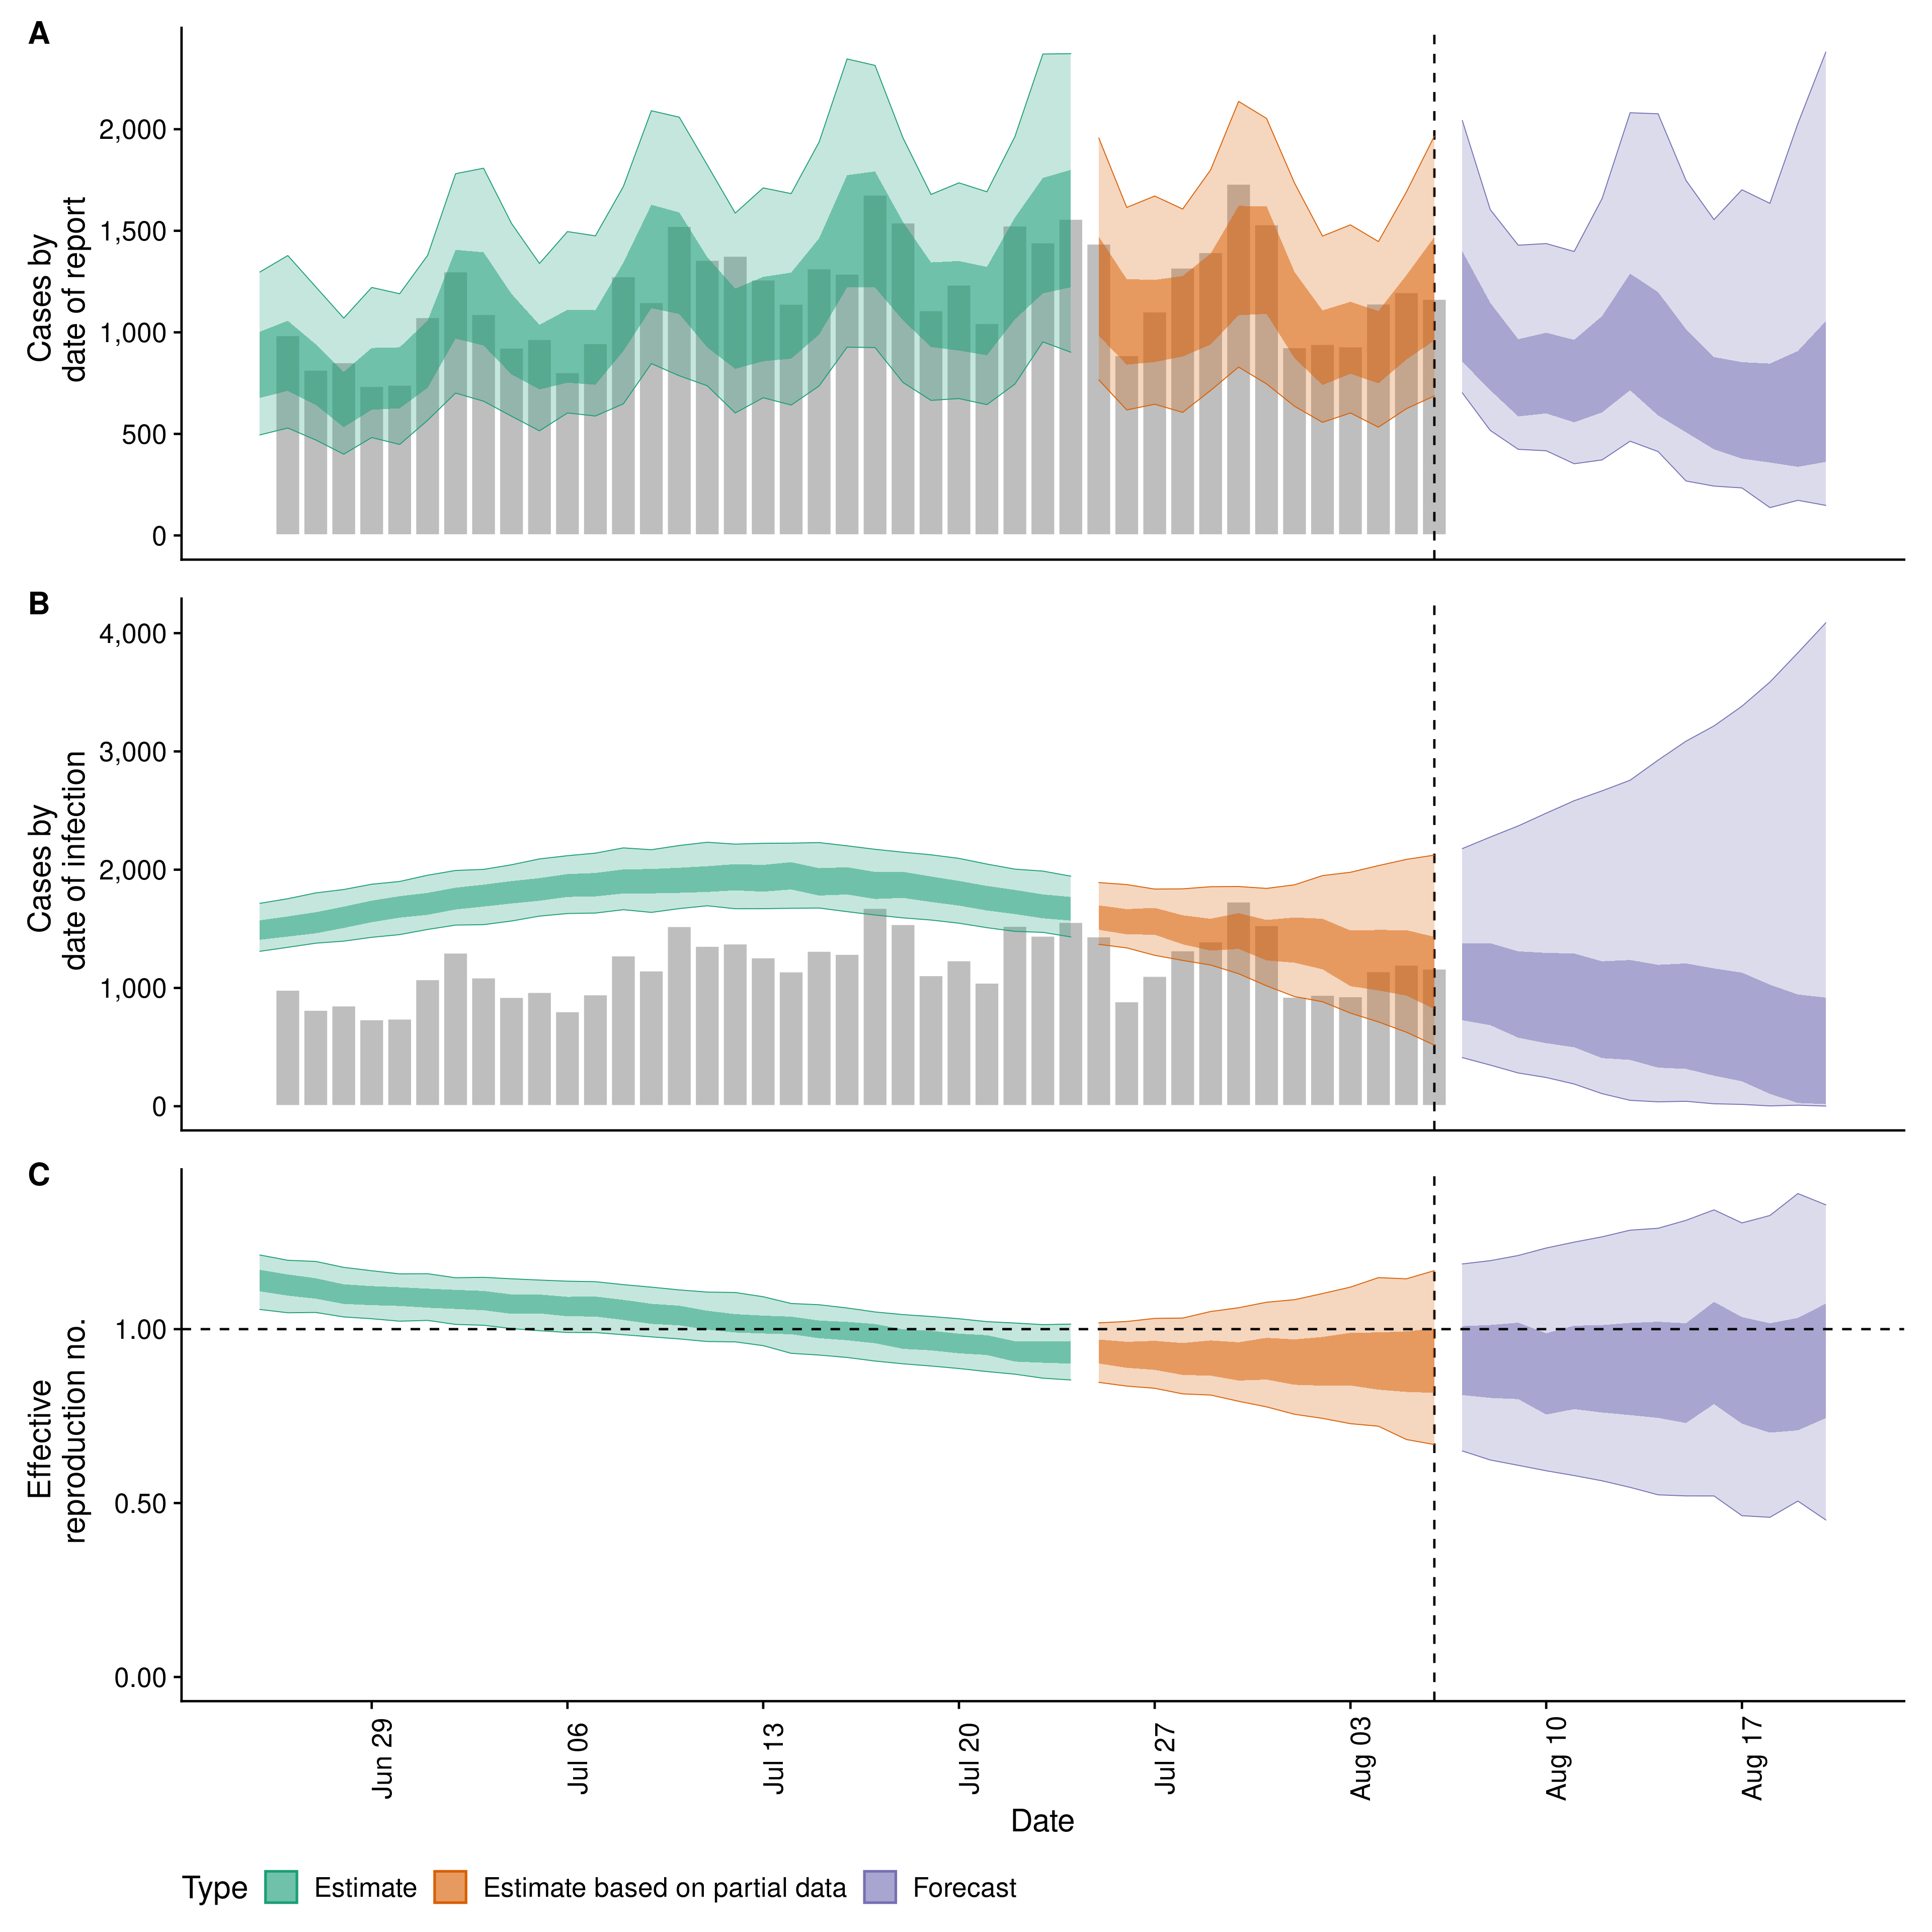 A
Cases by
date of report
2,000
1,500
1,000
500
0
B
Cases by
date of infection
4,000
3,000
2,000
1,000
0
C
Effective
reproduction no.
1.00
0.50
0.00
Jun 29
Jul 06
Jul 13
Jul 20
Jul 27
Aug 03
Aug 10
Aug 17
Date
Type Estimate Estimate based on partial data Forecast